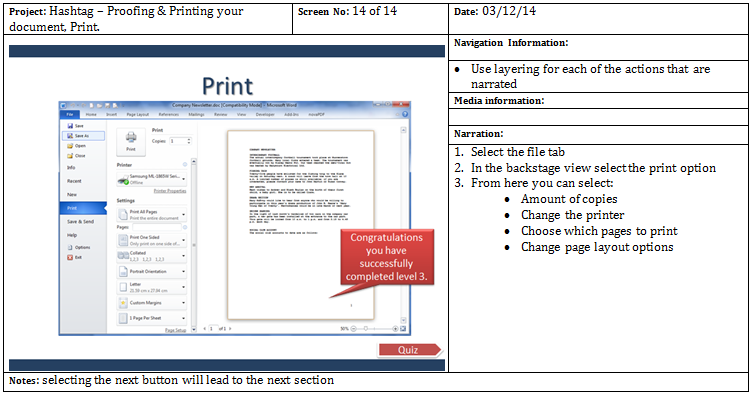 Project: Hashtag – Proofing & Printing your
document, Print.
Screen No: 14 of 14
Date: 03/12/14
Print
Company Newsletter.doc [Compatibility Mode] - Microsoft Word
File Home Insert Page Layout References Mailings Review View Developer Add-Ins novaPDF
Save
Save As
Open
Close
Info
Recent
New
Print
Save & Send
Help
Options
Exit
Print
Print
Copies: 1
Printer
Samsung ML-1865W Series
Offline
Printer Properties
Settings
Print All Pages
Print the entire document
Pages:
Print One Sided
Only print on one side of...
Collated
1,2,3 1,2,3 1,2,3
Portrait Orientation
Letter
21.59 cm x 27.94 cm
Custom Margins
1 Page Per Sheet
Page Setup
1 of 1
50%
Congratulations
you have
successfully
completed level 3.
Quiz
Navigation Information:
• Use layering for each of the actions that are
narrated
Media information:
Narration:
1. Select the file tab
2. In the backstage view select the print option
3. From here you can select:
• Amount of copies
• Change the printer
• Choose which pages to print
• Change page layout options
Notes: selecting the next button will lead to the next section